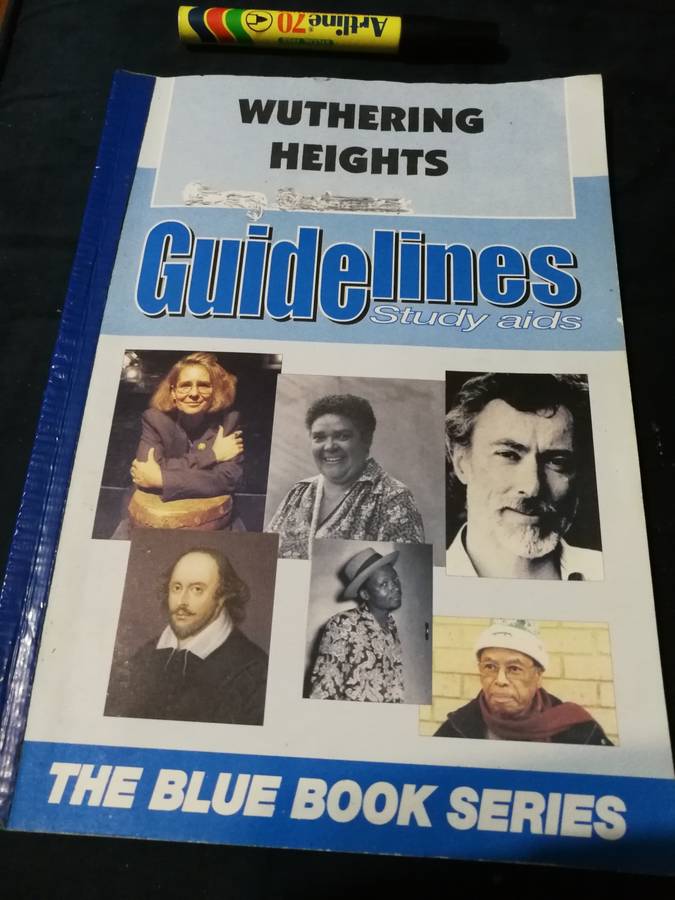 Artline® 70
WUTHERING
HEIGHTS
Guidelines
Study aids
THE BLUE BOOK SERIES